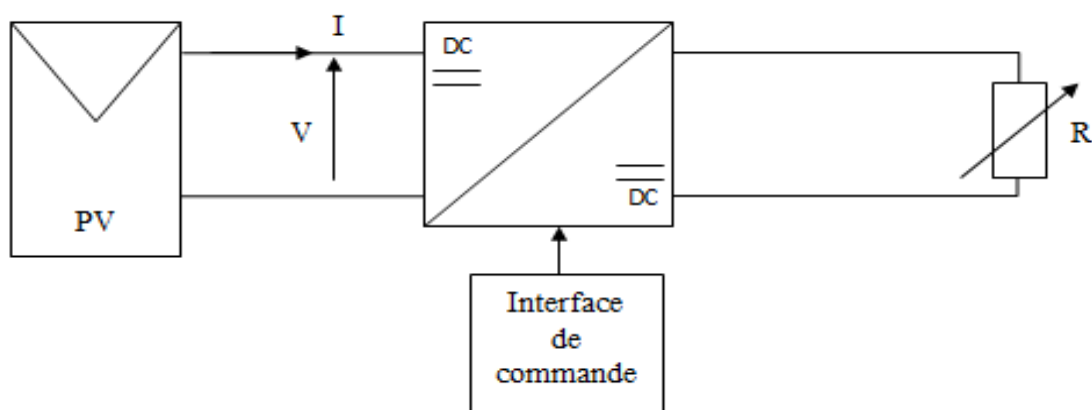 I
DC
V
R
DC
PV
Interface
de
commande